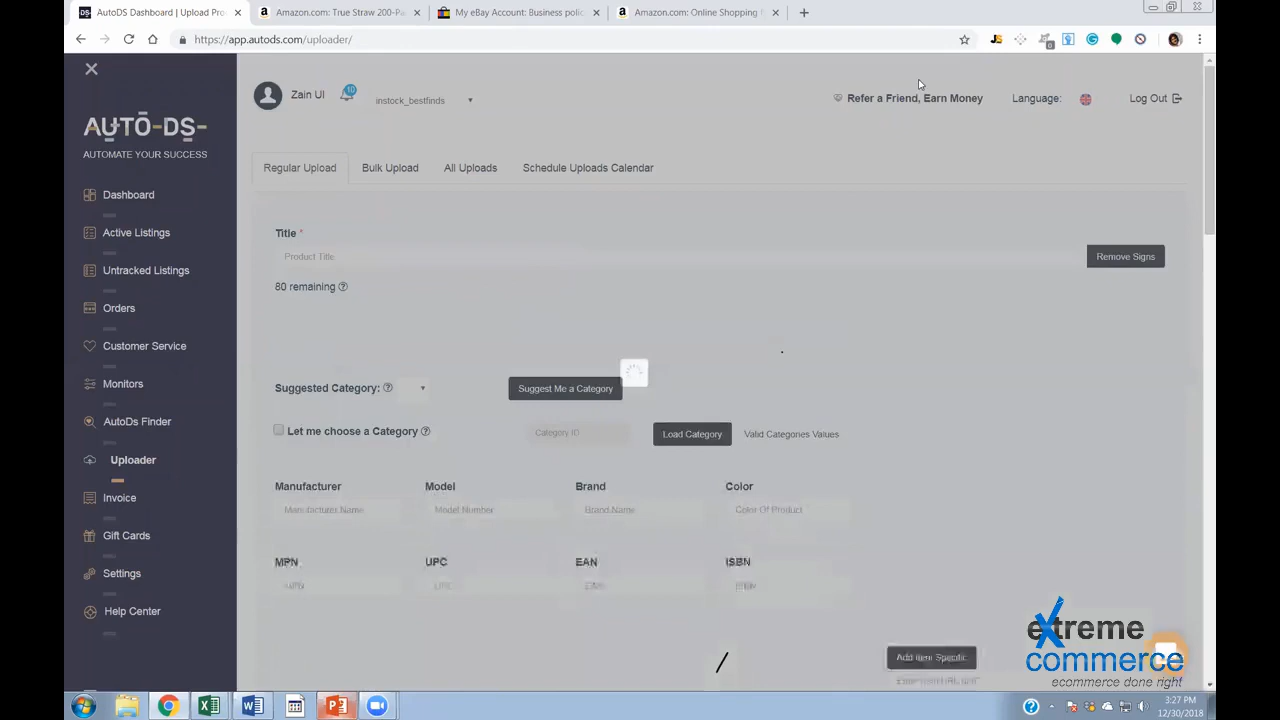 AutoDS Dashboard | Upload Pro
Amazon.com: True Straw 200-Pa
My eBay Account: Business polic
Amazon.com: Online Shopping f
https://app.autods.com/uploader/
Zain Ul
10
instock_bestfinds
Refer a Friend, Earn Money
Language:
Log Out
AUTO-DS-
AUTOMATE YOUR SUCCESS
Dashboard
Active Listings
Untracked Listings
Orders
Customer Service
Monitors
AutoDs Finder
Uploader
Invoice
Gift Cards
Settings
Help Center
Regular Upload
Bulk Upload
All Uploads
Schedule Uploads Calendar
Title *
Product Title
Remove Signs
80 remaining
Suggested Category:
Suggest Me a Category
Let me choose a Category
Category ID
Load Category
Valid Categories Values
Manufacturer
Model
Brand
Color
Manufacturer Name
Model Number
Brand Name
Color Of Product
MPN
UPC
EAN
ISBN
MPN
UPC
EAN
ISBN
Add Item Specific
extreme
commerce
ecommerce done right
3:27 PM
12/30/2018